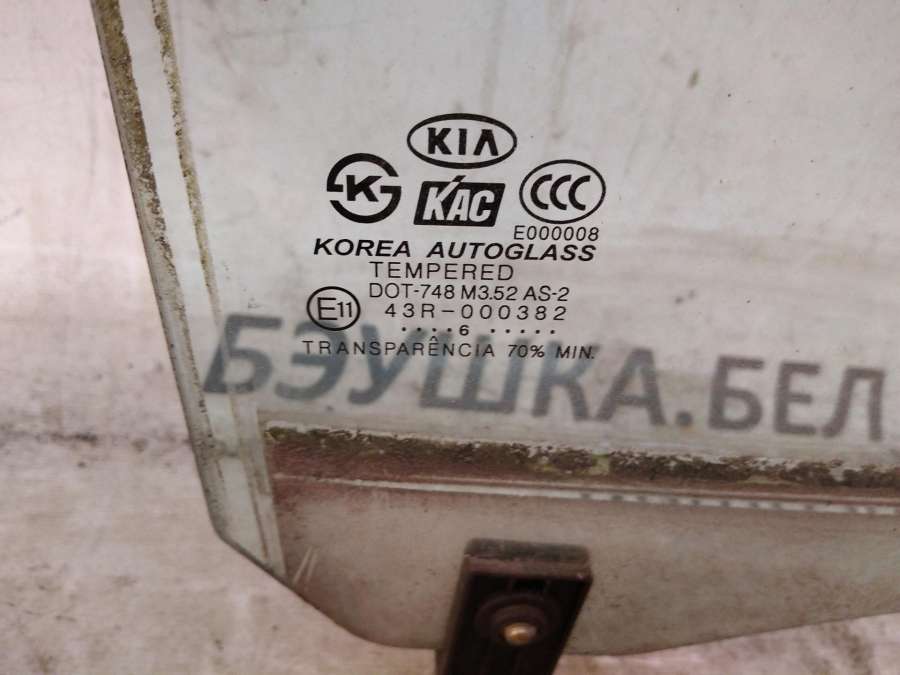 KIA
K KAC CCC
E000008
KOREA AUTOGLASS
TEMPERED
DOT-748 M3.52 AS-2
E11 43R-000382
....6 .....
TRANSPARÊNCIA 70% MIN.
БЭУШКА.БЕЛ